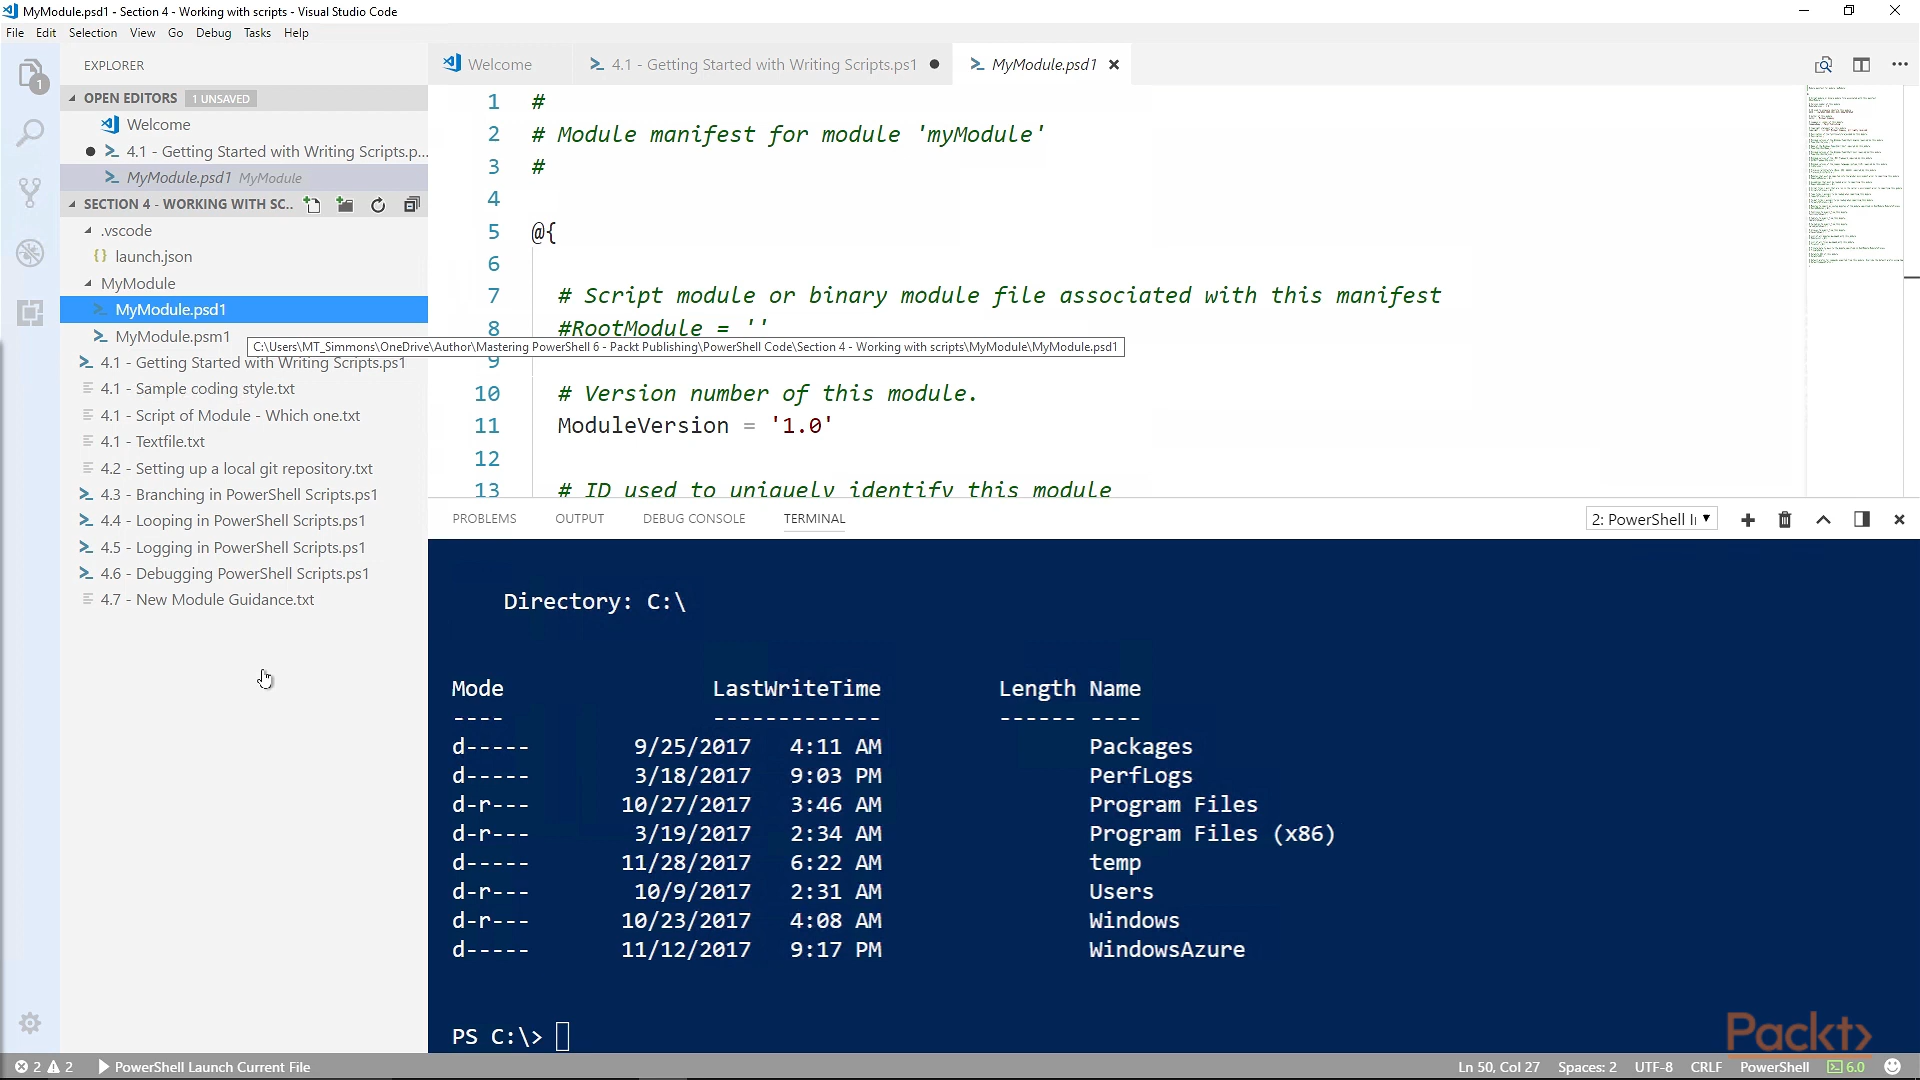 MyModule.psd1 - Section 4 - Working with scripts - Visual Studio Code
File Edit Selection View Go Debug Tasks Help
EXPLORER
1
OPEN EDITORS 1 UNSAVED
Welcome
4.1 - Getting Started with Writing Scripts.p...
MyModule.psd1 MyModule
SECTION 4 - WORKING WITH SC..
.vscode
{} launch.json
MyModule
MyModule.psd1
MyModule.psm1
4.1 - Getting Started with Writing Scripts.ps1
4.1 - Sample coding style.txt
4.1 - Script of Module - Which one.txt
4.1 - Textfile.txt
4.2 - Setting up a local git repository.txt
4.3 - Branching in PowerShell Scripts.ps1
4.4 - Looping in PowerShell Scripts.ps1
4.5 - Logging in PowerShell Scripts.ps1
4.6 - Debugging PowerShell Scripts.ps1
4.7 - New Module Guidance.txt
Welcome 4.1 - Getting Started with Writing Scripts.ps1 MyModule.psd1
1 #
2 # Module manifest for module 'myModule'
3 #
4
5 @{
6
7 # Script module or binary module file associated with this manifest
8 #RootModule = ''
C:\Users\MT_Simmons\OneDrive\Author\Mastering PowerShell 6 - Packt Publishing\PowerShell Code\Section 4 - Working with scripts\MyModule\MyModule.psd1
9
10 # Version number of this module.
11 ModuleVersion = '1.0'
12
13 # ID used to uniquely identify this module
PROBLEMS OUTPUT DEBUG CONSOLE TERMINAL 2: PowerShell I
Directory: C:\
Mode LastWriteTime Length Name
---- ------------- ------ ----
d----- 9/25/2017 4:11 AM Packages
d----- 3/18/2017 9:03 PM PerfLogs
d-r--- 10/27/2017 3:46 AM Program Files
d-r--- 3/19/2017 2:34 AM Program Files (x86)
d----- 11/28/2017 6:22 AM temp
d-r--- 10/9/2017 2:31 AM Users
d-r--- 10/23/2017 4:08 AM Windows
d----- 11/12/2017 9:17 PM WindowsAzure
PS C:\>
Packt
2 2 PowerShell Launch Current File Ln 50, Col 27 Spaces: 2 UTF-8 CRLF PowerShell 6.0